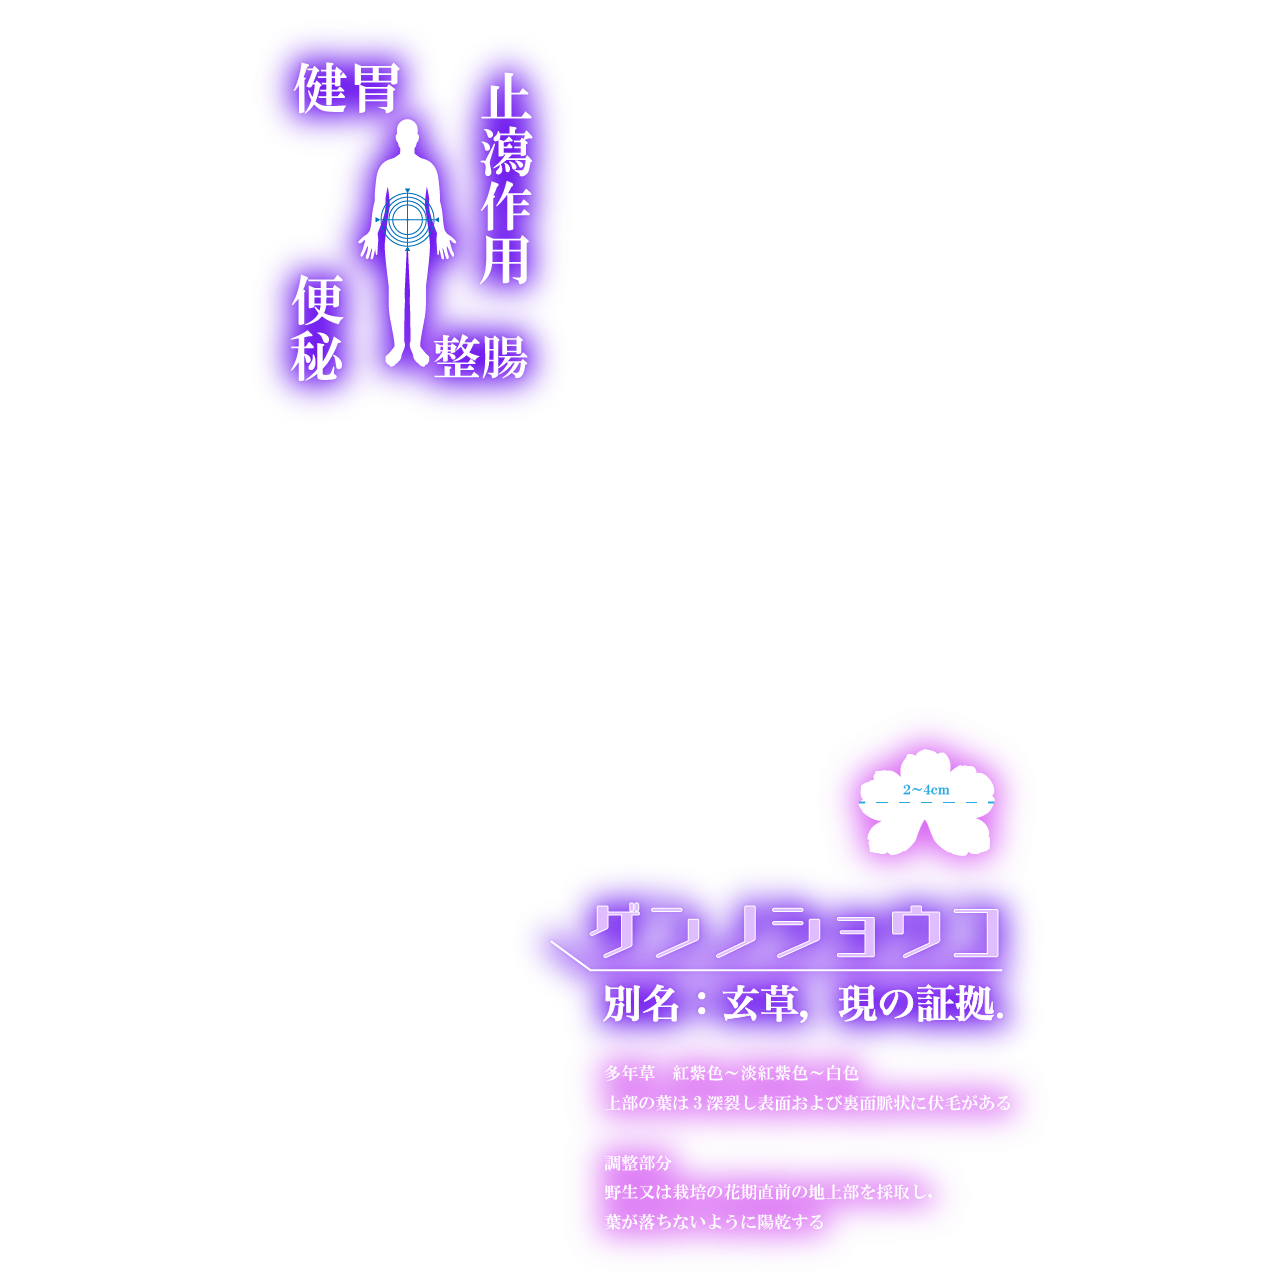 健胃
止瀉作用
便秘
整腸
2〜4cm
ゲンノショウコ
別名：玄草，現の証拠.
多年草　紅紫色〜淡紅紫色〜白色
上部の葉は3深裂し表面および裏面脈状に伏毛がある
調整部分
野生又は栽培の花期直前の地上部を採取し，
葉が落ちないように陽乾する